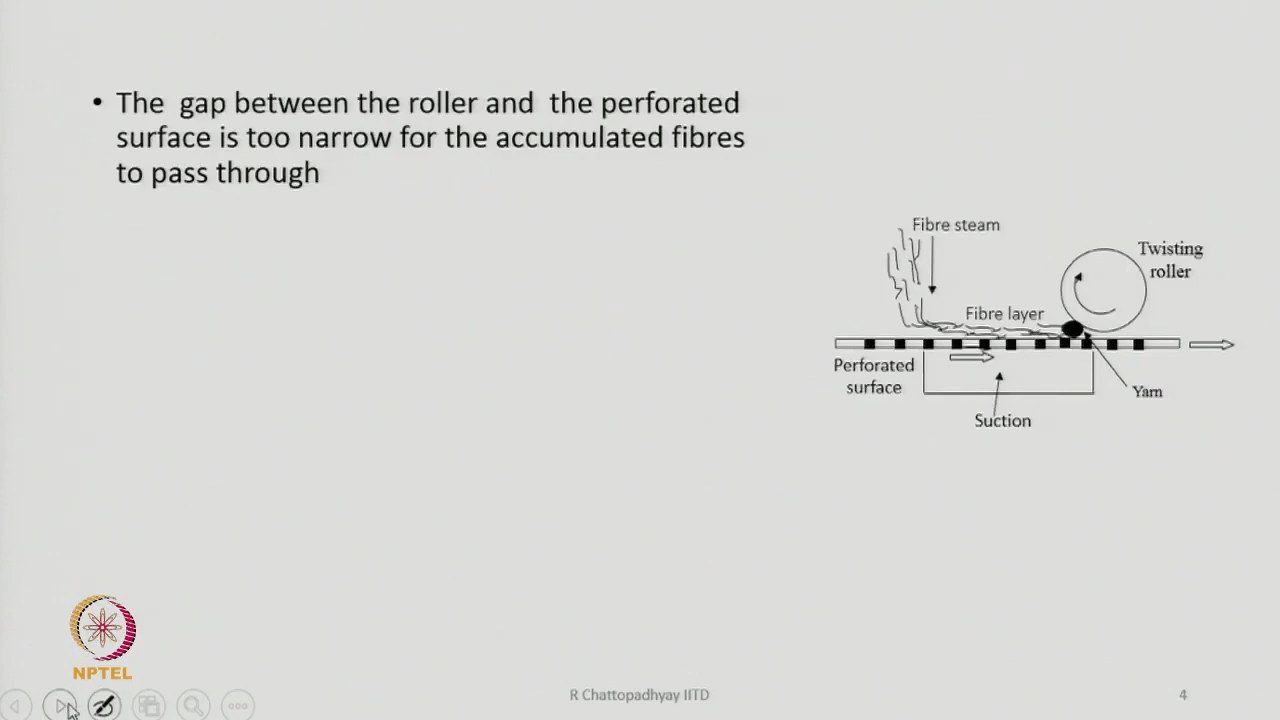 • The gap between the roller and the perforated
surface is too narrow for the accumulated fibres
to pass through
Fibre steam
Twisting
roller
Fibre layer
Perforated
surface
Yarn
Suction
NPTEL
R Chattopadhyay IITD
4